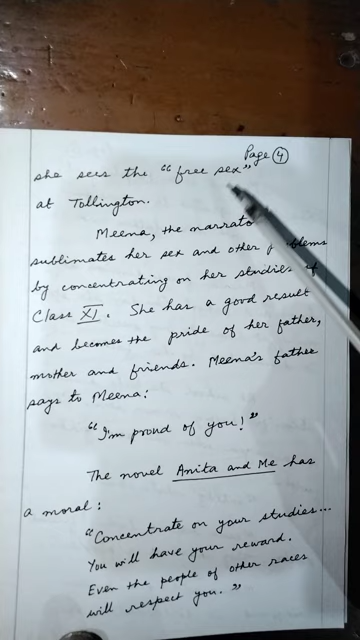 Page 4
she sees the "free sex"
at Tollington.
Meena, the narrato
sublimates her sex and other p blems
by concentrating on her studies of
Class XI. She has a good result
and becomes the pride of her father,
mother and friends. Meena's father
says to Meena:
"I'm proud of you!"
The novel Anita and Me has
a moral:
"Concentrate on your studies...
You will have your reward.
Even the people of other races
will respect you."